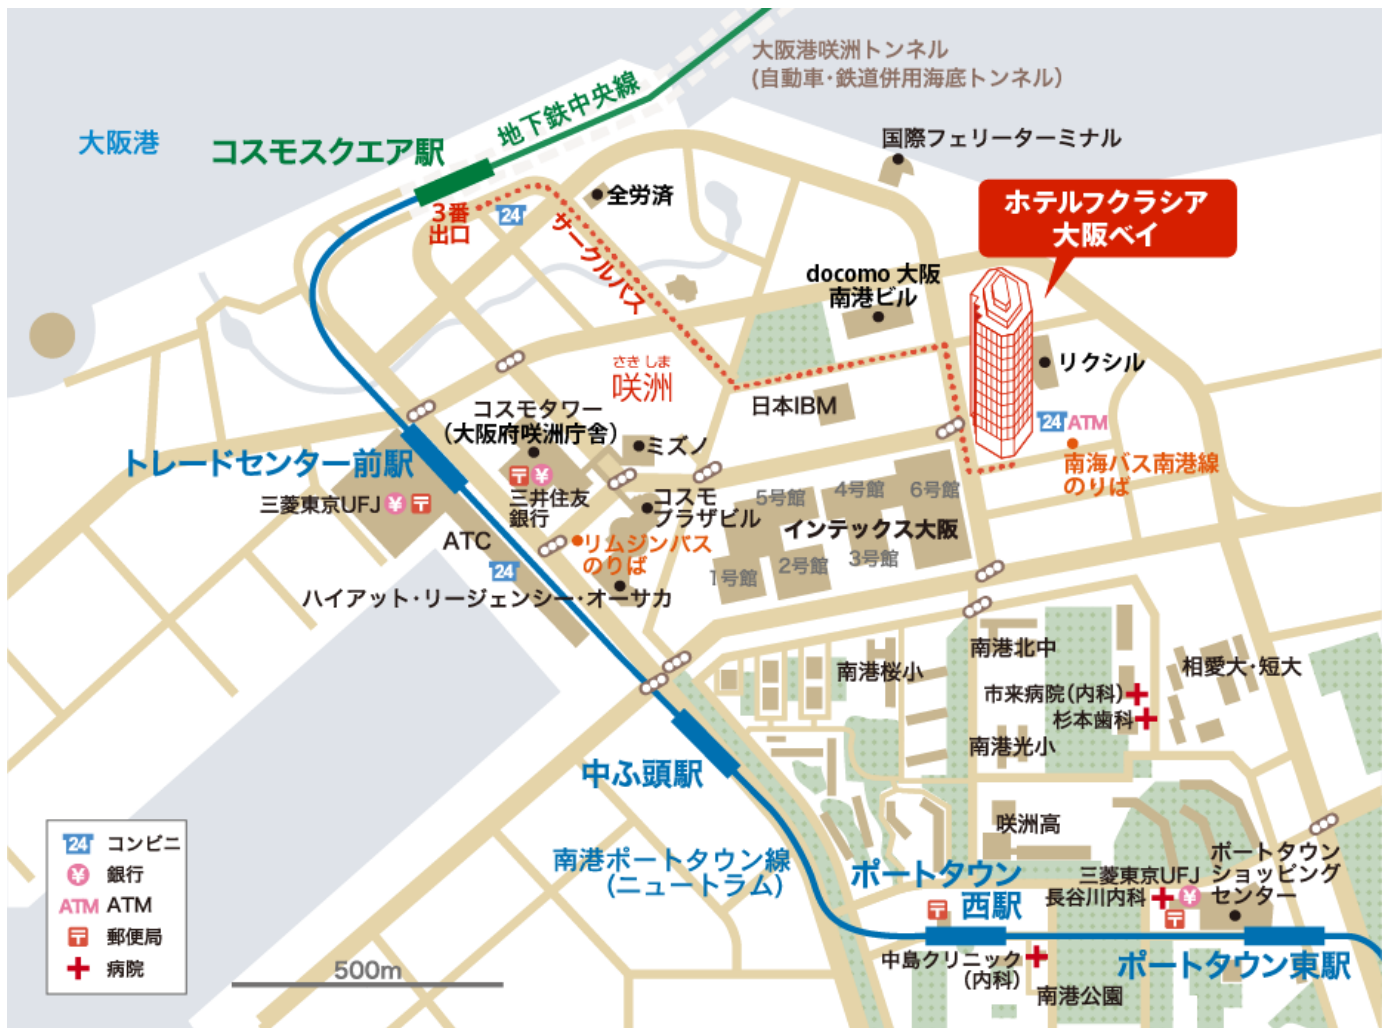 大阪港咲洲トンネル
(自動車・鉄道併用海底トンネル)
地下鉄中央線
大阪港
コスモスクエア駅
国際フェリーターミナル
3番
出口
24
全労済
サークルバス
ホテルフクラシア
大阪ベイ
docomo 大阪
南港ビル
リクシル
さき しま
咲洲
日本IBM
コスモタワー
(大阪府咲洲庁舎)
24 ATM
ミズノ
トレードセンター前駅
南海バス南港線
のりば
三菱東京UFJ ¥ 〒
〒 ¥
三井住友
銀行
コスモ
プラザビル
5号館
4号館
6号館
インテックス大阪
ATC
リムジンバス
のりば
1号館
2号館
3号館
24
ハイアット・リージェンシー・オーサカ
南港北中
南港桜小
相愛大・短大
市来病院(内科)
杉本歯科
南港光小
中ふ頭駅
咲洲高
南港ポートタウン線
(ニュートラム)
ポートタウン
西駅
〒
ポートタウン
ショッピング
センター
三菱東京UFJ
長谷川内科
¥
〒
中島クリニック
(内科)
ポートタウン東駅
南港公園
24 コンビニ
¥ 銀行
ATM ATM
〒 郵便局
病院
500m